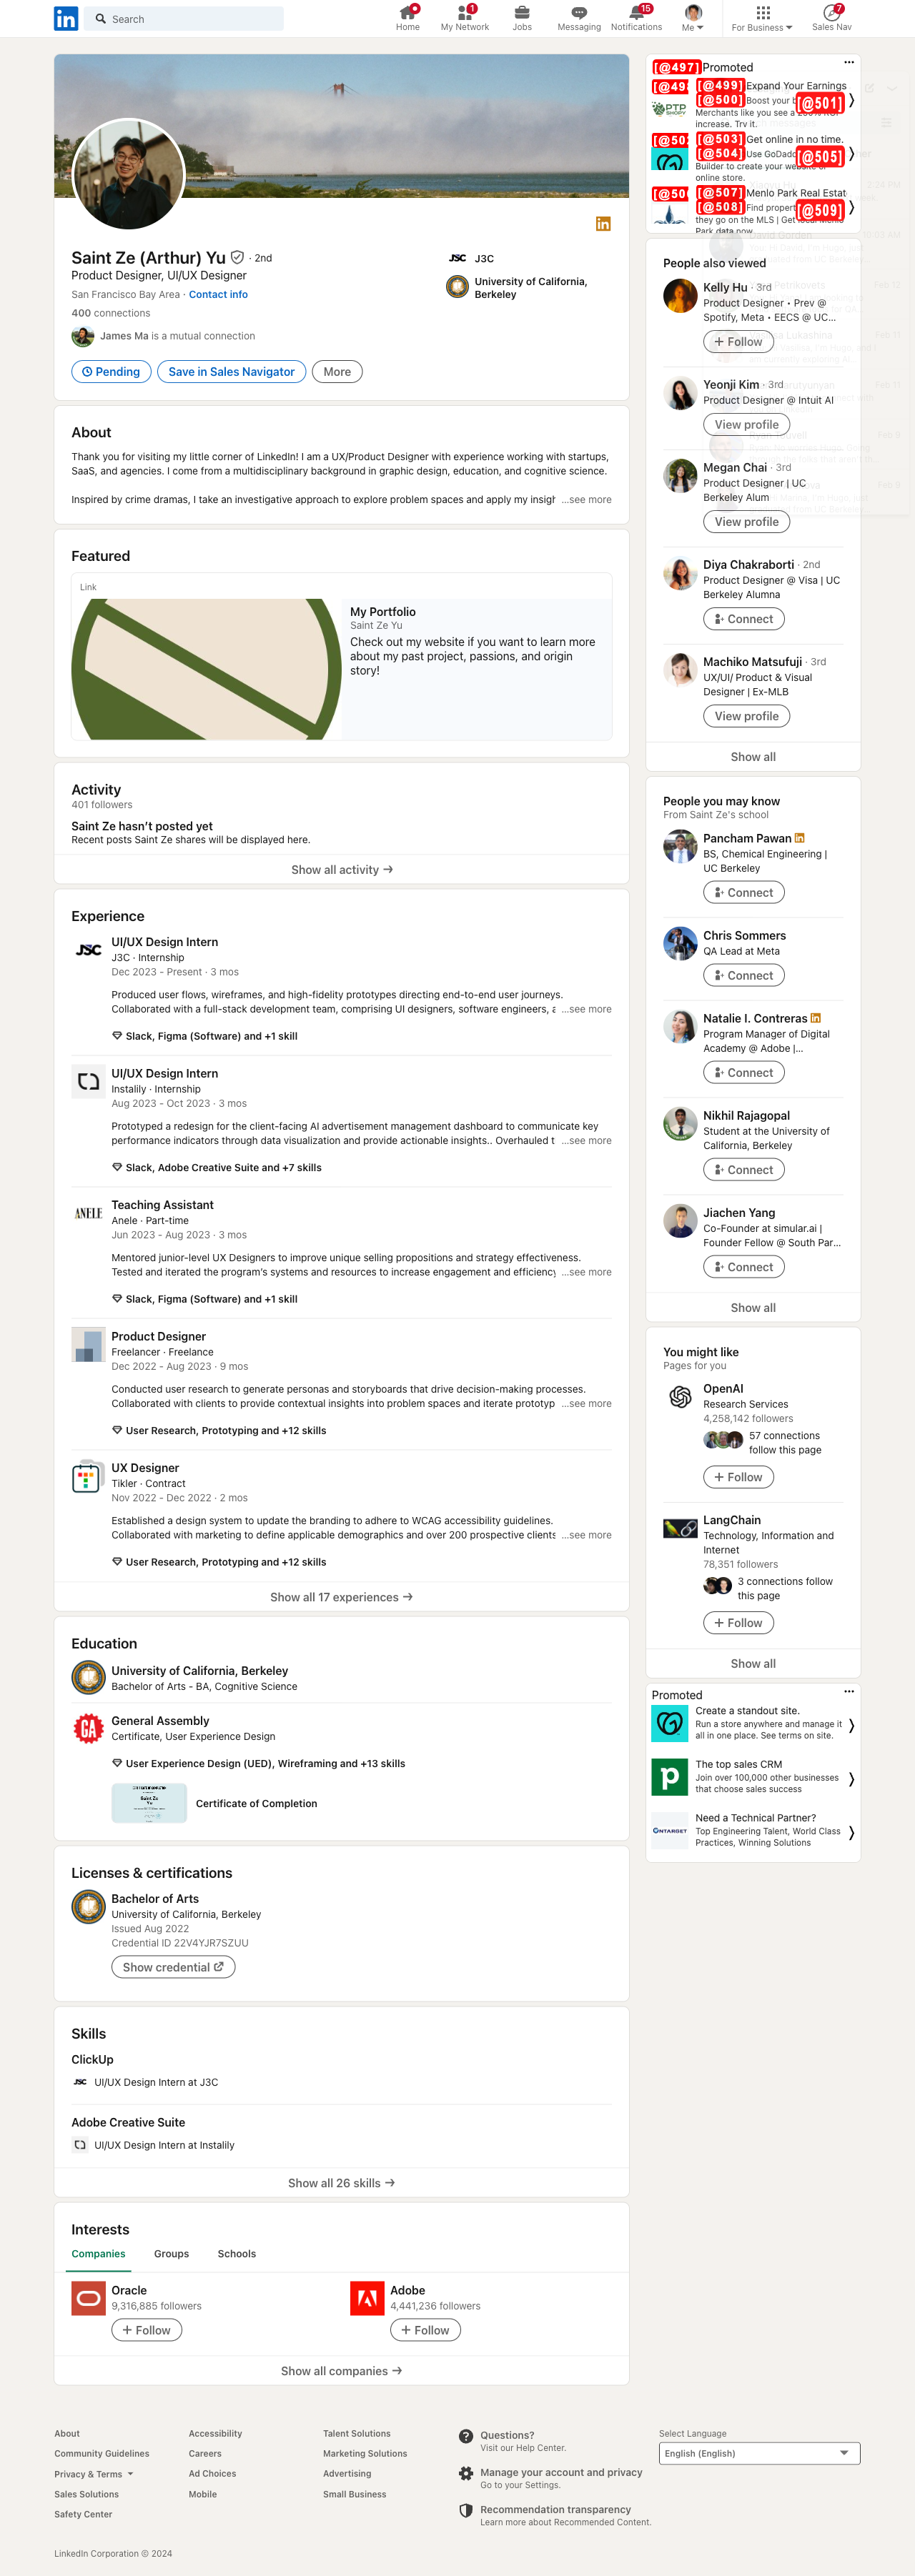 Search
Home
1
My Network
Jobs
Messaging
15
Notifications
Me
For Business
7
Sales Nav
Saint Ze (Arthur) Yu · 2nd
Product Designer, UI/UX Designer
San Francisco Bay Area · Contact info
400 connections
James Ma is a mutual connection
J3C
University of California,
Berkeley
Pending
Save in Sales Navigator
More
About
Thank you for visiting my little corner of LinkedIn! I am a UX/Product Designer with experience working with startups,
SaaS, and agencies. I come from a multidisciplinary background in graphic design, education, and cognitive science.
Inspired by crime dramas, I take an investigative approach to explore problem spaces and apply my insigh …see more
Featured
Link
My Portfolio
Saint Ze Yu
Check out my website if you want to learn more
about my past project, passions, and origin
story!
Activity
401 followers
Saint Ze hasn’t posted yet
Recent posts Saint Ze shares will be displayed here.
Show all activity
Experience
JSC
UI/UX Design Intern
J3C · Internship
Dec 2023 - Present · 3 mos
Produced user flows, wireframes, and high-fidelity prototypes directing end-to-end user journeys.
Collaborated with a full-stack development team, comprising UI designers, software engineers, …see more
Slack, Figma (Software) and +1 skill
UI/UX Design Intern
Instalily · Internship
Aug 2023 - Oct 2023 · 3 mos
Prototyped a redesign for the client-facing AI advertisement management dashboard to communicate key
performance indicators through data visualization and provide actionable insights.. Overhauled t …see more
Slack, Adobe Creative Suite and +7 skills
ANELE
Teaching Assistant
Anele · Part-time
Jun 2023 - Aug 2023 · 3 mos
Mentored junior-level UX Designers to improve unique selling propositions and strategy effectiveness.
Tested and iterated the program's systems and resources to increase engagement and efficiency …see more
Slack, Figma (Software) and +1 skill
Product Designer
Freelancer · Freelance
Dec 2022 - Aug 2023 · 9 mos
Conducted user research to generate personas and storyboards that drive decision-making processes.
Collaborated with clients to provide contextual insights into problem spaces and iterate prototyp …see more
User Research, Prototyping and +12 skills
UX Designer
Tikler · Contract
Nov 2022 - Dec 2022 · 2 mos
Established a design system to update the branding to adhere to WCAG accessibility guidelines.
Collaborated with marketing to define applicable demographics and over 200 prospective clients …see more
User Research, Prototyping and +12 skills
Show all 17 experiences
Education
University of California, Berkeley
Bachelor of Arts - BA, Cognitive Science
GA
General Assembly
Certificate, User Experience Design
User Experience Design (UED), Wireframing and +13 skills
Saint Ze
Yu
Certificate of Completion
Licenses & certifications
Bachelor of Arts
University of California, Berkeley
Issued Aug 2022
Credential ID 22V4YJR7SZUU
Show credential
Skills
ClickUp
UI/UX Design Intern at J3C
Adobe Creative Suite
UI/UX Design Intern at Instalily
Show all 26 skills
Interests
Companies
Groups
Schools
Oracle
9,316,885 followers
Follow
Adobe
4,441,236 followers
Follow
Show all companies
[@497] Promoted
[@499] Expand Your Earnings
[@500] Boost your
[@501]
Merchants like you see a
increase. Try it.
PTP
SHOPY
[@503] Get online in no time.
[@504] Use GoDad
[@505]
Builder to create your website or
online store.
[@507] Menlo Park Real Estat
[@508] Find propert
[@509]
they go on the MLS | Get
Park data now
People also viewed
Kelly Hu · 3rd
Product Designer • Prev @
Spotify, Meta • EECS @ UC...
Follow
Yeonji Kim · 3rd
Product Designer @ Intuit AI
View profile
Megan Chai · 3rd
Product Designer | UC
Berkeley Alum
View profile
Diya Chakraborti · 2nd
Product Designer @ Visa | UC
Berkeley Alumna
Connect
Machiko Matsufuji · 3rd
UX/UI/ Product & Visual
Designer | Ex-MLB
View profile
Show all
People you may know
From Saint Ze's school
Pancham Pawan
BS, Chemical Engineering |
UC Berkeley
Connect
Chris Sommers
QA Lead at Meta
Connect
Natalie I. Contreras
Program Manager of Digital
Academy @ Adobe |...
Connect
Nikhil Rajagopal
Student at the University of
California, Berkeley
Connect
Jiachen Yang
Co-Founder at simular.ai |
Founder Fellow @ South Par...
Connect
Show all
You might like
Pages for you
OpenAI
Research Services
4,258,142 followers
57 connections
follow this page
Follow
LangChain
Technology, Information and
Internet
78,351 followers
3 connections follow
this page
Follow
Show all
Promoted
Create a standout site.
Run a store anywhere and manage it
all in one place. See terms on site.
The top sales CRM
Join over 100,000 other businesses
that choose sales success
ONTARGET
Need a Technical Partner?
Top Engineering Talent, World Class
Practices, Winning Solutions
About
Accessibility
Talent Solutions
Community Guidelines
Careers
Marketing Solutions
Privacy & Terms
Ad Choices
Advertising
Sales Solutions
Mobile
Small Business
Safety Center
Questions?
Visit our Help Center.
Manage your account and privacy
Go to your Settings.
Recommendation transparency
Learn more about Recommended Content.
Select Language
English (English)
LinkedIn Corporation © 2024